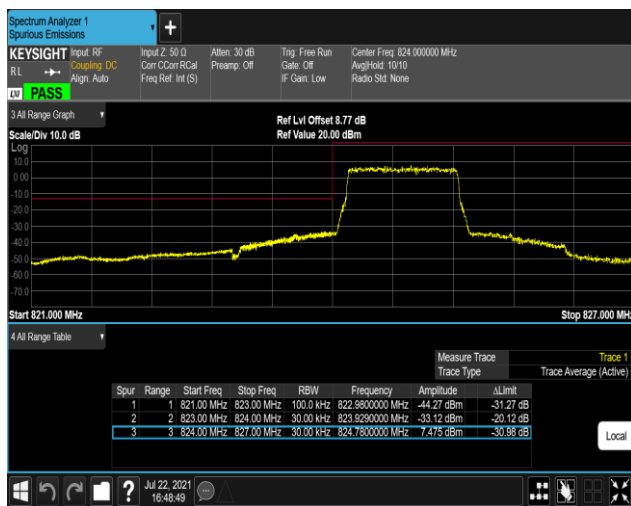 Spectrum Analyzer 1
Spurious Emissions
KEYSIGHT
Input: RF
Coupling: DC
Align: Auto
Input Z: 50 Ω
Corr CCorr RCal
Freq Ref: Int (S)
Atten: 30 dB
Preamp: Off
Trig: Free Run
Gate: Off
IF Gain: Low
Center Freq: 824.000000 MHz
Avg|Hold: 10/10
Radio Std: None
RL
LXI PASS
3 All Range Graph
Scale/Div 10.0 dB
Ref Lvl Offset 8.77 dB
Ref Value 20.00 dBm
Log
10.0
0.00
-10.0
-20.0
-30.0
-40.0
-50.0
-60.0
-70.0
Start 821.000 MHz
Stop 827.000 MHz
4 All Range Table
Measure Trace Trace 1
Trace Type Trace Average (Active)
Spur Range Start Freq Stop Freq RBW Frequency Amplitude ΔLimit
1 1 821.00 MHz 823.00 MHz 100.0 kHz 822.9800000 MHz -44.27 dBm -31.27 dB
2 2 823.00 MHz 824.00 MHz 30.00 kHz 823.9290000 MHz -33.12 dBm -20.12 dB
3 3 824.00 MHz 827.00 MHz 30.00 kHz 824.7800000 MHz 7.475 dBm -30.98 dB
Local
?
Jul 22, 2021
16:48:49